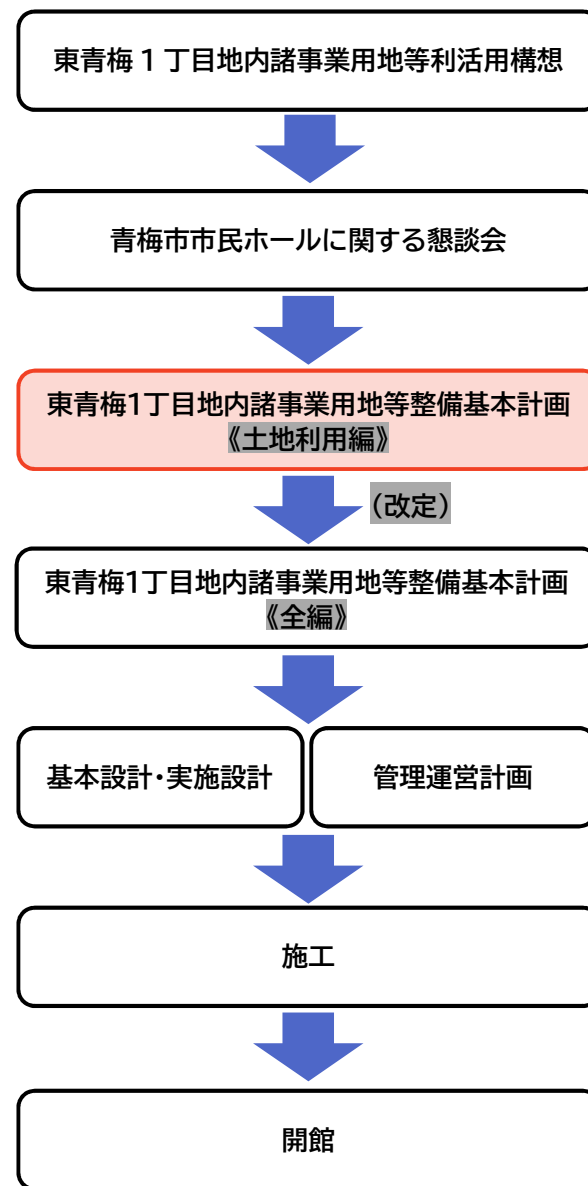 東青梅１丁目地内諸事業用地等利活用構想
青梅市市民ホールに関する懇談会
東青梅1丁目地内諸事業用地等整備基本計画
《土地利用編》
（改定）
東青梅1丁目地内諸事業用地等整備基本計画
《全編》
基本設計・実施設計
管理運営計画
施工
開館